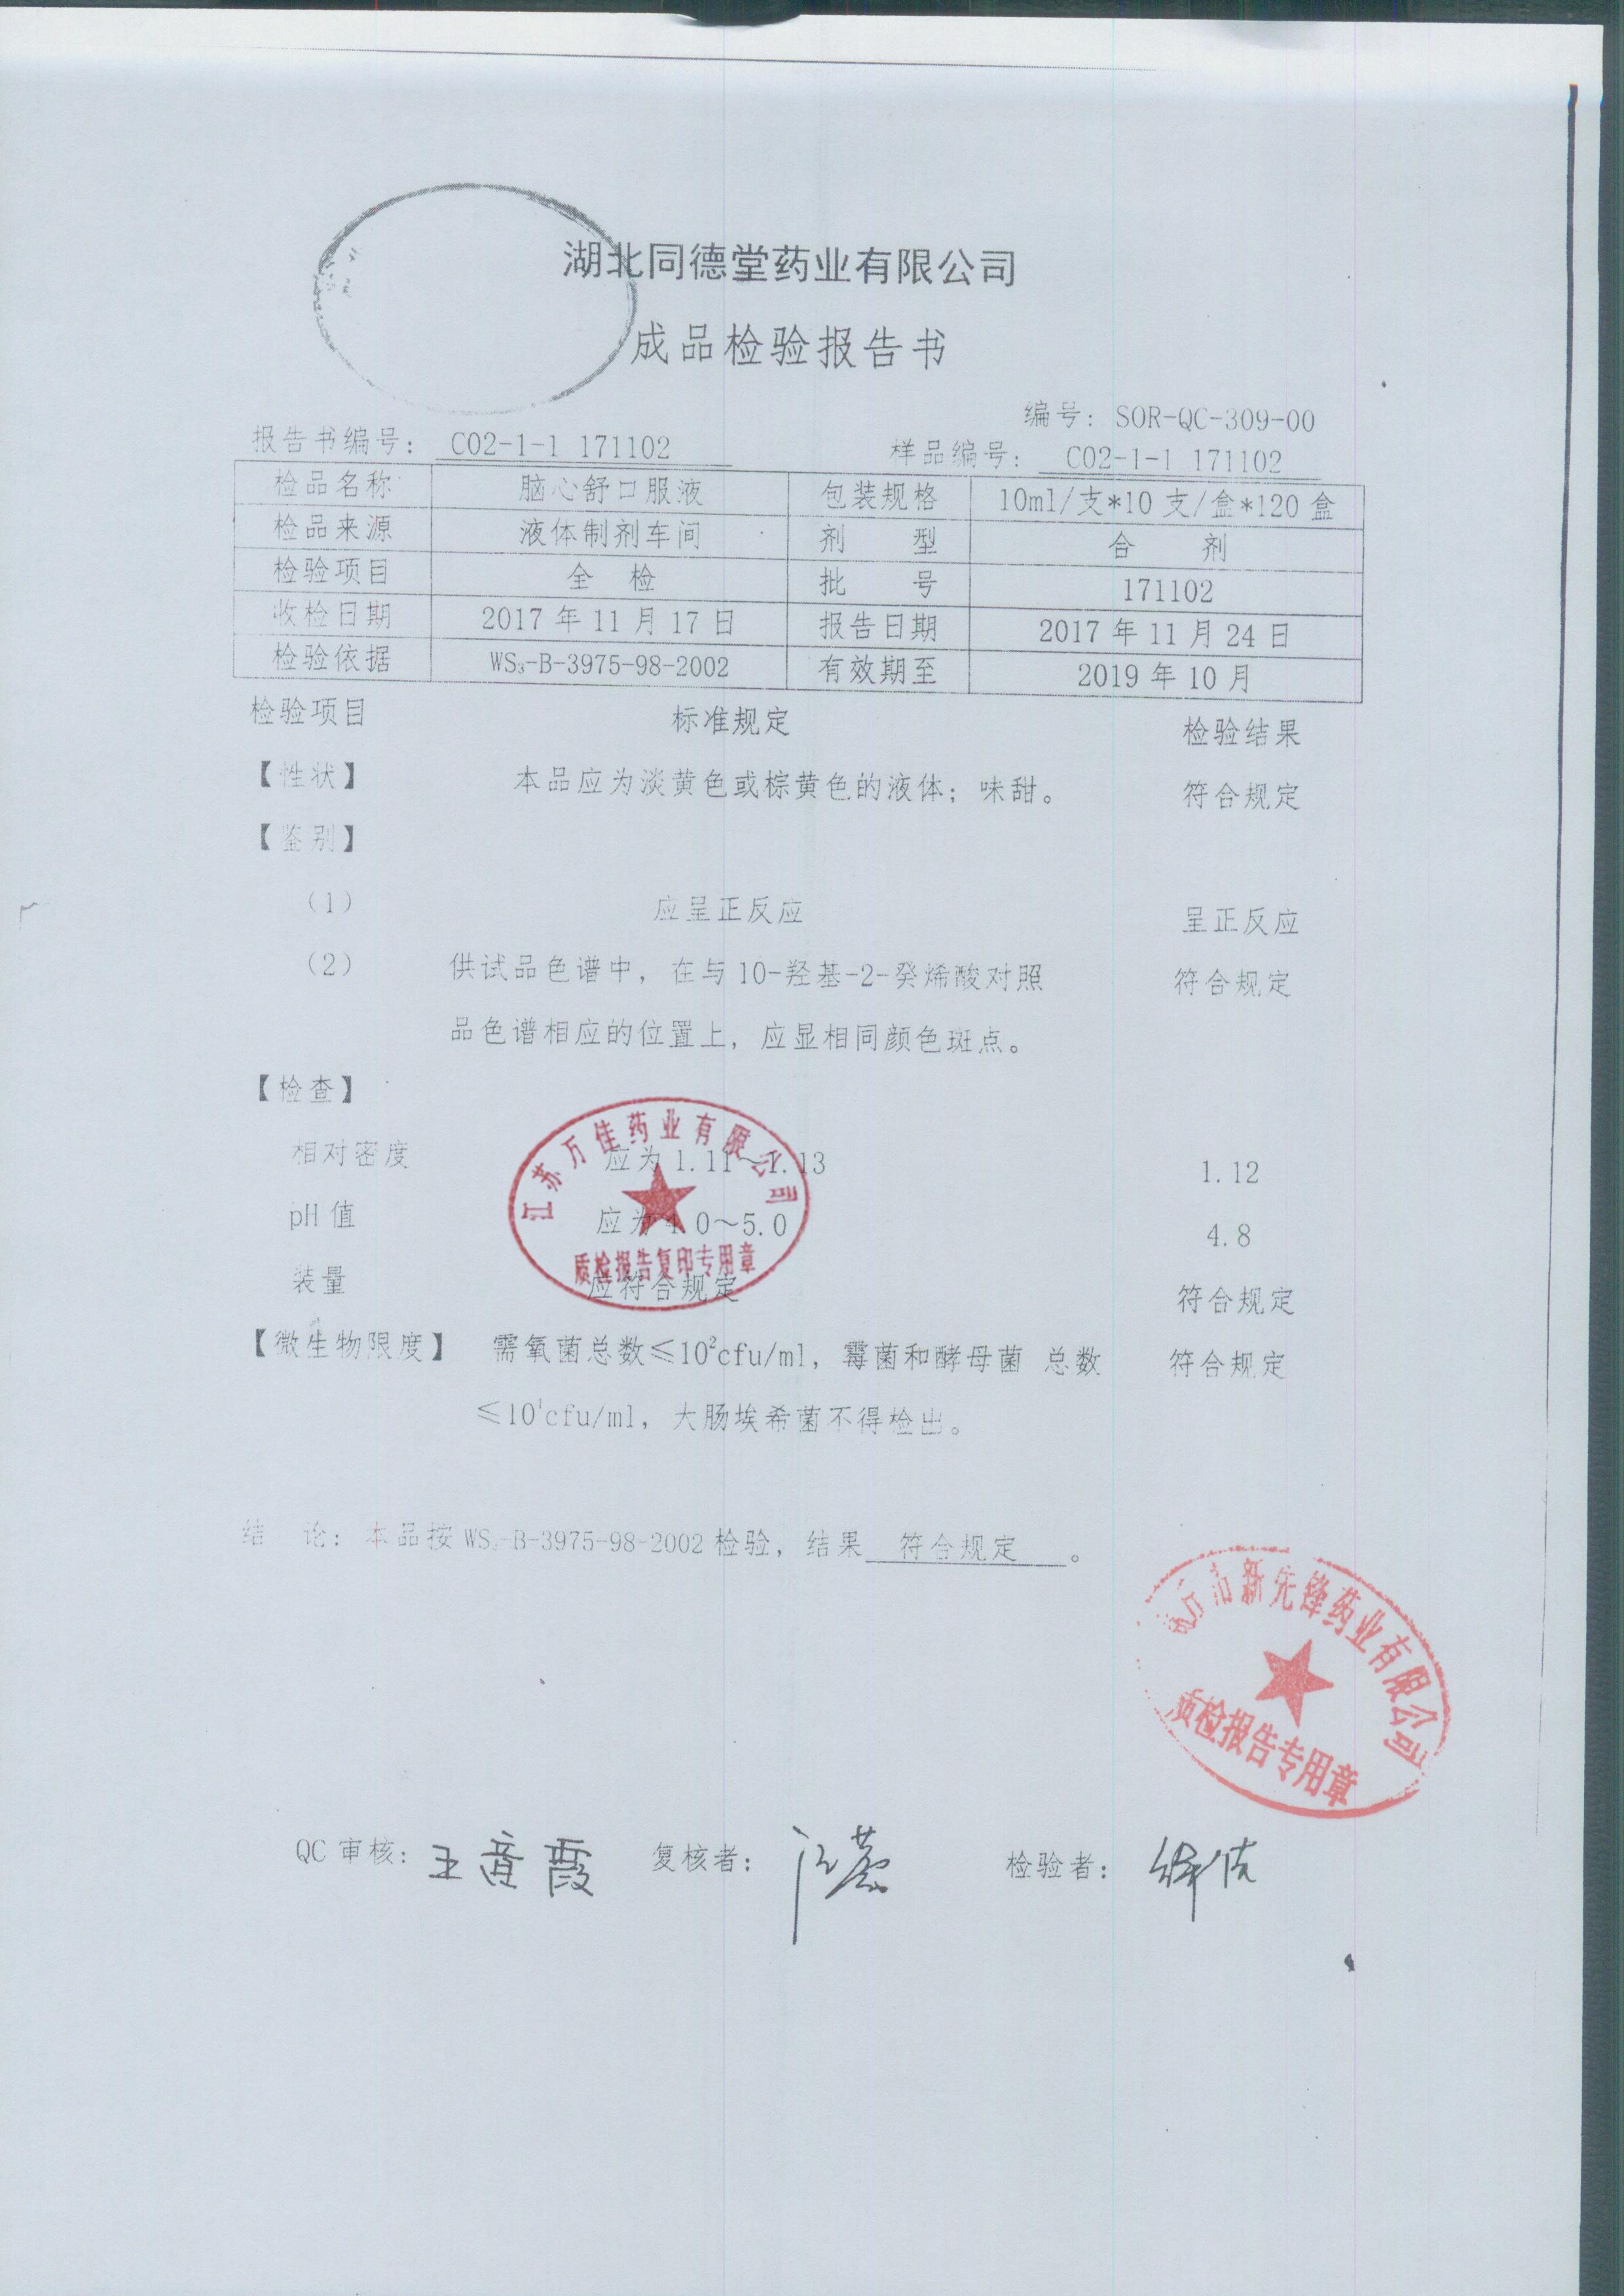 湖北同德堂药业有限公司
成品检验报告书
编号：SOR-QC-309-00
报告书编号： C02-1-1 171102 样品编号： C02-1-1 171102
检品名称 脑心舒口服液 包装规格 10ml/支*10支/盒*120盒
检品来源 液体制剂车间 剂 型 合 剂
检验项目 全 检 批 号 171102
收检日期 2017年11月17日 报告日期 2017年11月24日
检验依据 WS₃-B-3975-98-2002 有效期至 2019年10月
检验项目 标准规定 检验结果
【性状】 本品应为淡黄色或棕黄色的液体；味甜。 符合规定
【鉴别】
（1） 应呈正反应 呈正反应
（2） 供试品色谱中，在与10-羟基-2-癸烯酸对照 符合规定
品色谱相应的位置上，应显相同颜色斑点。
【检查】
相对密度 应为1.11～1.13 1.12
pH值 应为4.0～5.0 4.8
装量 应符合规定 符合规定
江苏万佳药业有限公司
质检报告复印专用章
【微生物限度】 需氧菌总数≤10²cfu/ml，霉菌和酵母菌 总数 符合规定
≤10¹cfu/ml，大肠埃希菌不得检出。
结 论：本品按WS₃-B-3975-98-2002检验，结果 符合规定 。
市新先锋药业有限公司
质检报告专用章
QC审核：王音霞 复核者： 检验者：